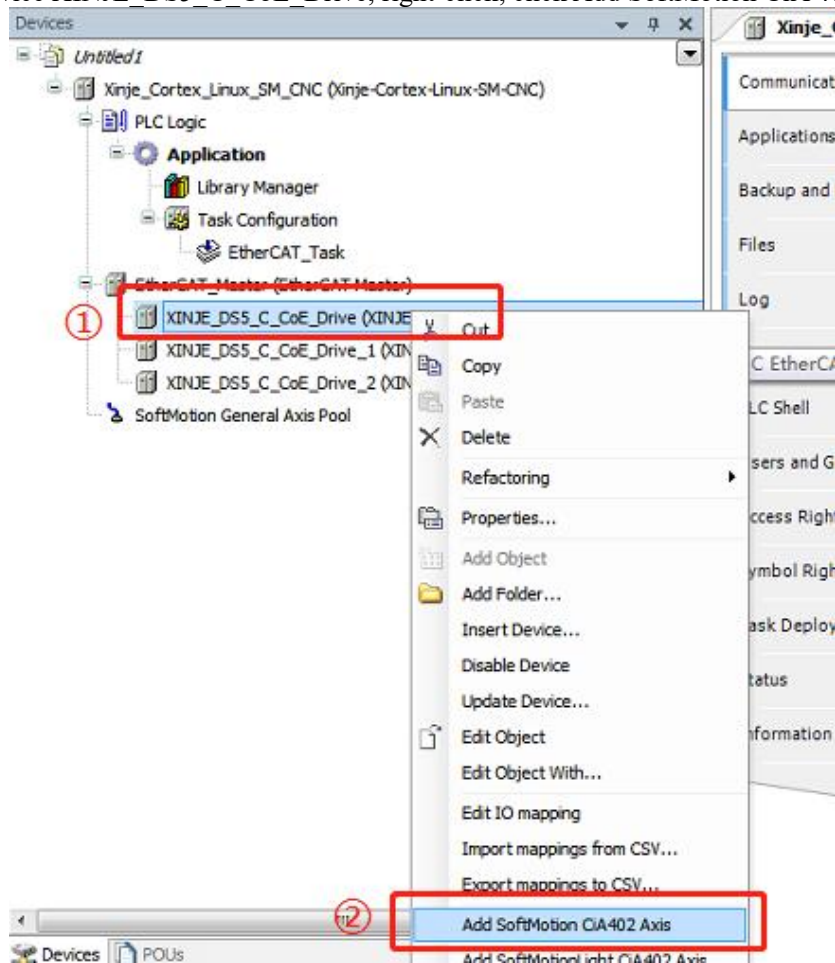 Devices
Xinje_C
Untitled1
Xinje_Cortex_Linux_SM_CNC (Xinje-Cortex-Linux-SM-CNC)
PLC Logic
Application
Library Manager
Task Configuration
EtherCAT_Task
EtherCAT_Master (EtherCAT Master)
① XINJE_DS5_C_CoE_Drive (XINJE
XINJE_DS5_C_CoE_Drive_1 (XIN
XINJE_DS5_C_CoE_Drive_2 (XIN
SoftMotion General Axis Pool
Communicat
Applications
Backup and
Files
Log
C EtherCA
LC Shell
sers and G
ccess Righ
ymbol Righ
ask Deploy
tatus
formation
Cut
Copy
Paste
Delete
Refactoring
Properties...
Add Object
Add Folder...
Insert Device...
Disable Device
Update Device...
Edit Object
Edit Object With...
Edit IO mapping
Import mappings from CSV...
Export mappings to CSV...
② Add SoftMotion CiA402 Axis
Add SoftMotionLight CiA402 Axis
Devices POUs